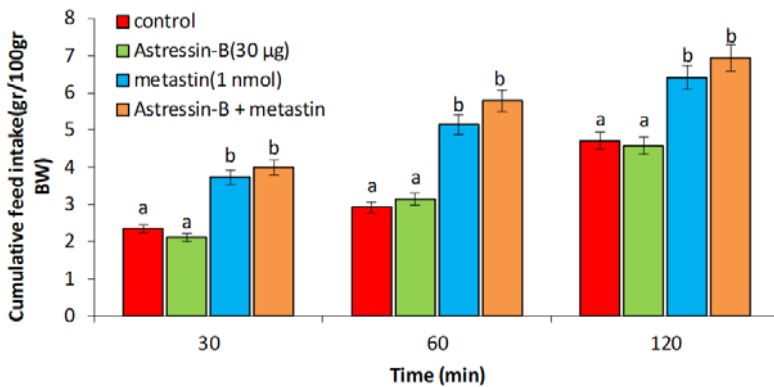 8
7
6
5
4
3
2
1
0
Cumulative feed intake(gr/100gr
BW)
control
Astressin-B(30 µg)
metastin(1 nmol)
Astressin-B + metastin
a
a
b
b
a
a
b
b
a
a
b
b
30
60
120
Time (min)